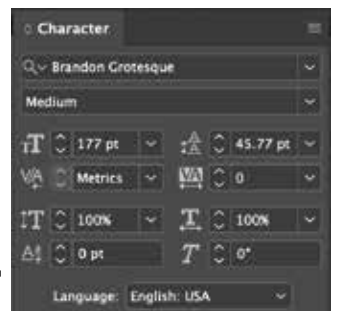 Character
Brandon Grotesque
Medium
177 pt 45.77 pt
Metrics 0
100% 100%
0 pt 0°
Language: English: USA